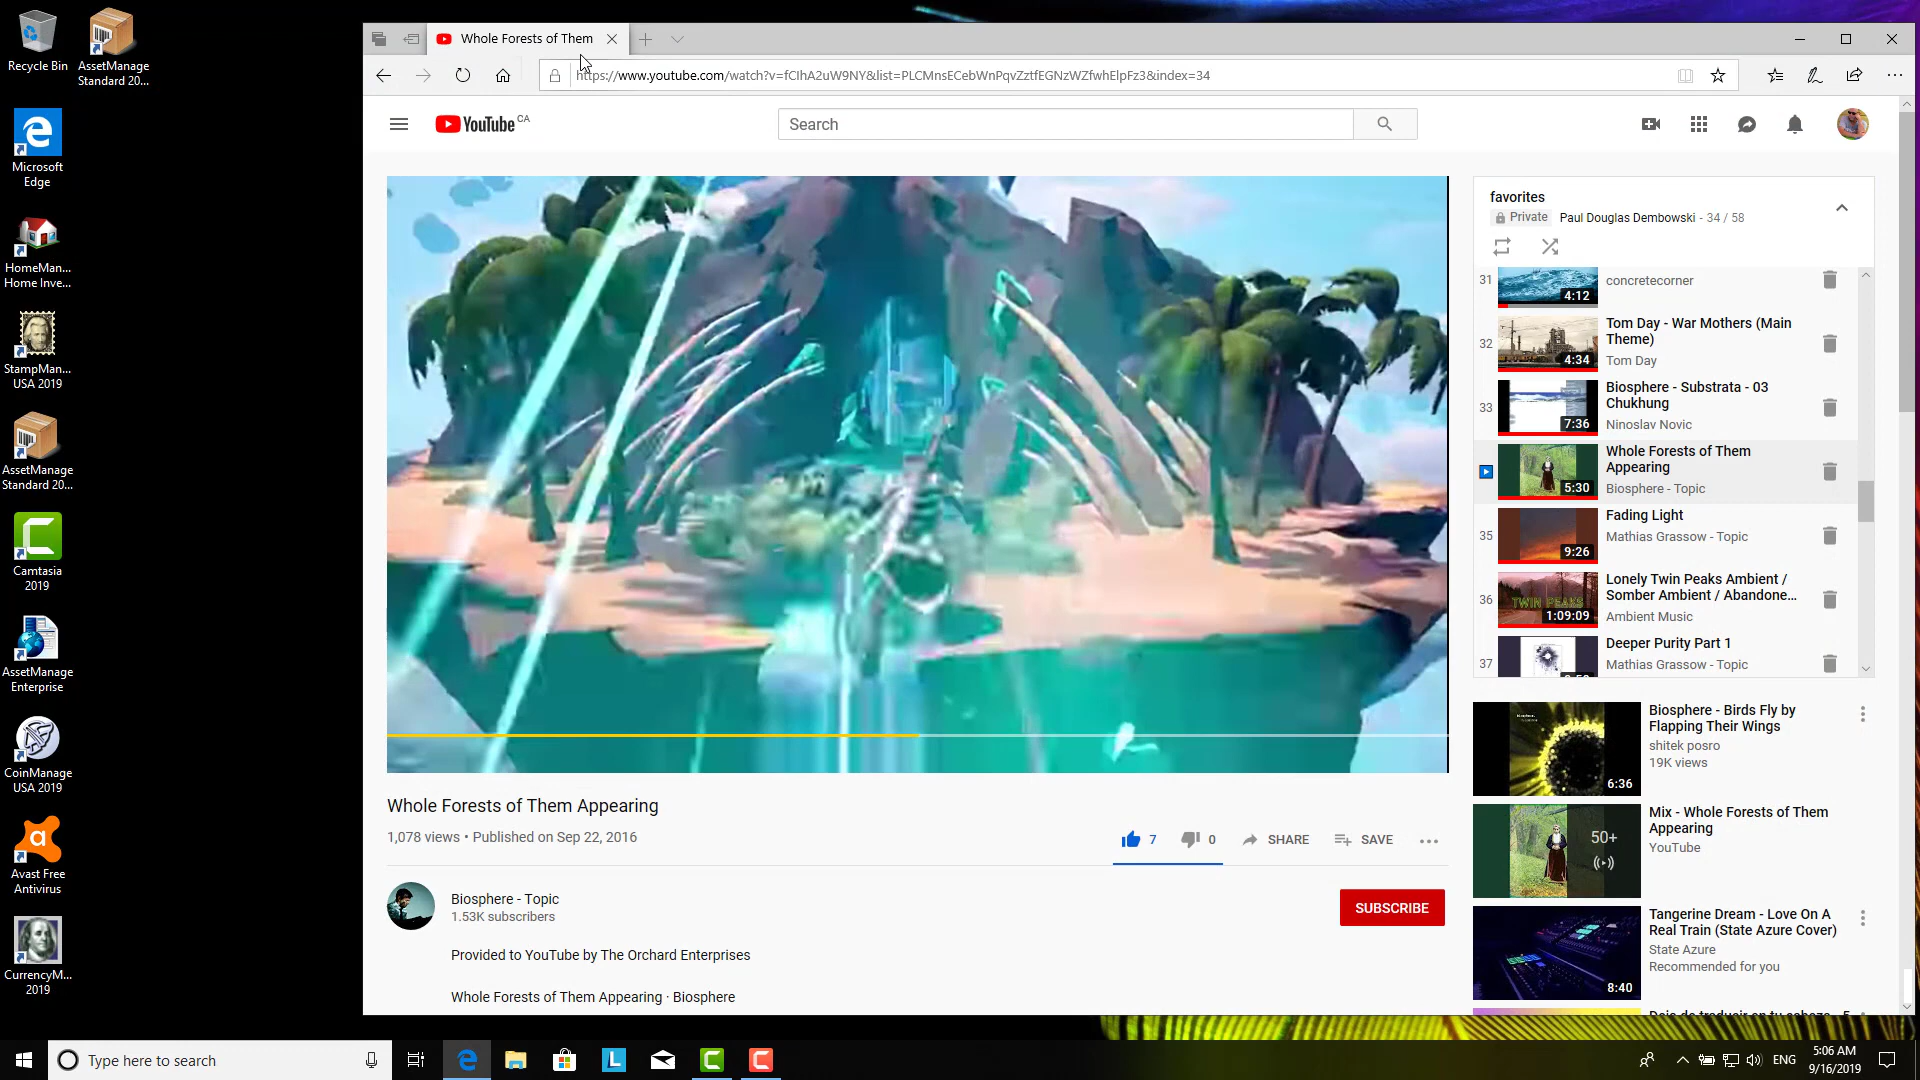 Recycle Bin
AssetManage
Standard 20...
Microsoft
Edge
HomeMan...
Home Inve...
StampMan...
USA 2019
AssetManage
Standard 20...
Camtasia
2019
AssetManage
Enterprise
CoinManage
USA 2019
Avast Free
Antivirus
CurrencyM...
2019
Whole Forests of Them
https://www.youtube.com/watch?v=fCIhA2uW9NY&list=PLCMnsECebWnPqvZztfEGNzWZfwhElpFz3&index=34
YouTube CA
Search
Whole Forests of Them Appearing
1,078 views • Published on Sep 22, 2016
7
0
SHARE
SAVE
Biosphere - Topic
1.53K subscribers
SUBSCRIBE
Provided to YouTube by The Orchard Enterprises
Whole Forests of Them Appearing · Biosphere
favorites
Private Paul Douglas Dembowski - 34 / 58
31
4:12
concretecorner
32
4:34
Tom Day - War Mothers (Main
Theme)
Tom Day
33
7:36
Biosphere - Substrata - 03
Chukhung
Ninoslav Novic
5:30
Whole Forests of Them
Appearing
Biosphere - Topic
35
9:26
Fading Light
Mathias Grassow - Topic
36
TWIN PEAKS
1:09:09
Lonely Twin Peaks Ambient /
Somber Ambient / Abandone...
Ambient Music
37
Deeper Purity Part 1
Mathias Grassow - Topic
6:36
Biosphere - Birds Fly by
Flapping Their Wings
shitek posro
19K views
50+
Mix - Whole Forests of Them
Appearing
YouTube
8:40
Tangerine Dream - Love On A
Real Train (State Azure Cover)
State Azure
Recommended for you
Type here to search
ENG
5:06 AM
9/16/2019